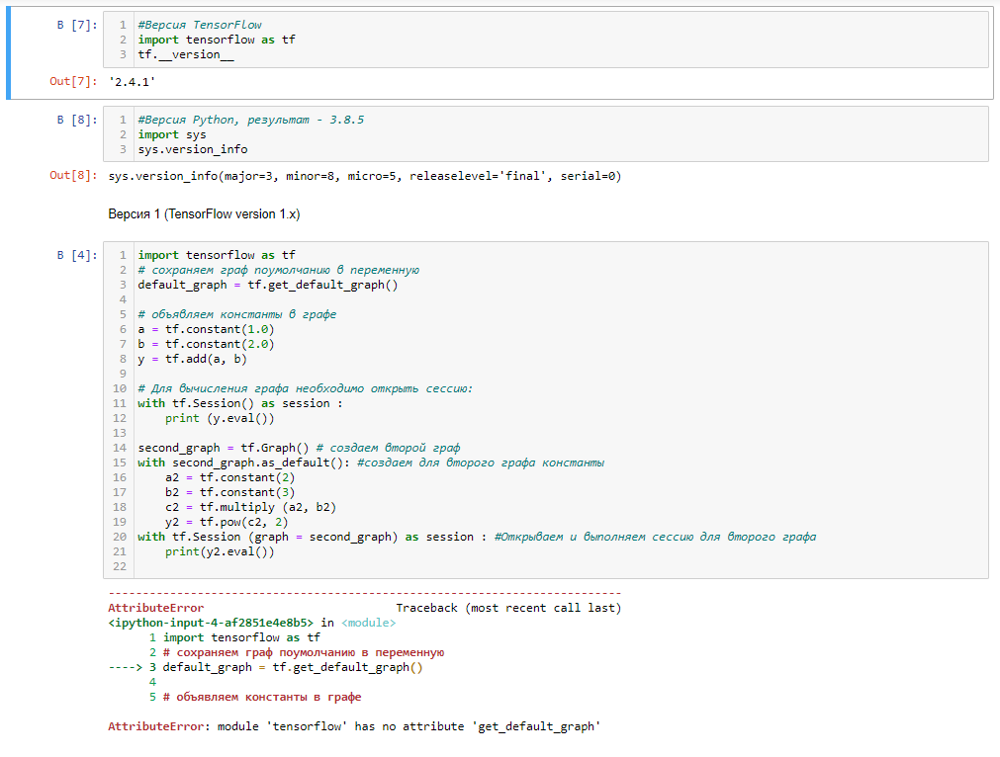 В [7]:
1 #Версия TensorFlow
2 import tensorflow as tf
3 tf.__version__
Out[7]: '2.4.1'
В [8]:
1 #Версия Python, результат - 3.8.5
2 import sys
3 sys.version_info
Out[8]: sys.version_info(major=3, minor=8, micro=5, releaselevel='final', serial=0)
Версия 1 (TensorFlow version 1.x)
В [4]:
1 import tensorflow as tf
2 # сохраняем граф поумолчанию в переменную
3 default_graph = tf.get_default_graph()
4
5 # объявляем константы в графе
6 a = tf.constant(1.0)
7 b = tf.constant(2.0)
8 y = tf.add(a, b)
9
10 # Для вычисления графа необходимо открыть сессию:
11 with tf.Session() as session :
12     print (y.eval())
13
14 second_graph = tf.Graph() # создаем второй граф
15 with second_graph.as_default(): #создаем для второго графа константы
16     a2 = tf.constant(2)
17     b2 = tf.constant(3)
18     c2 = tf.multiply (a2, b2)
19     y2 = tf.pow(c2, 2)
20 with tf.Session (graph = second_graph) as session : #Открываем и выполняем сессию для второго графа
21     print(y2.eval())
22
---------------------------------------------------------------------------
AttributeError                            Traceback (most recent call last)
<ipython-input-4-af2851e4e8b5> in <module>
      1 import tensorflow as tf
      2 # сохраняем граф поумолчанию в переменную
----> 3 default_graph = tf.get_default_graph()
      4
      5 # объявляем константы в графе
AttributeError: module 'tensorflow' has no attribute 'get_default_graph'